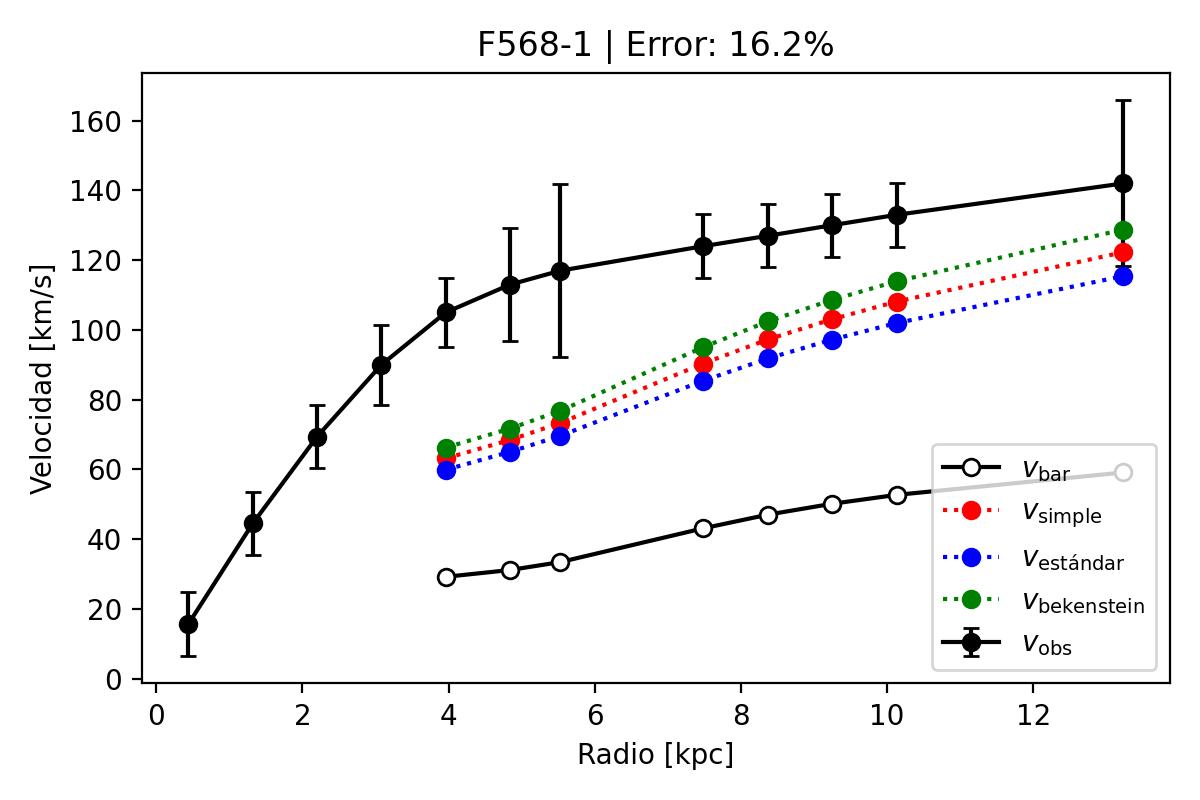 F568-1 | Error: 16.2%
Velocidad [km/s]
160
140
120
100
80
60
40
20
0
0 2 4 6 8 10 12
Radio [kpc]
v_bar
v_simple
v_estándar
v_bekenstein
v_obs